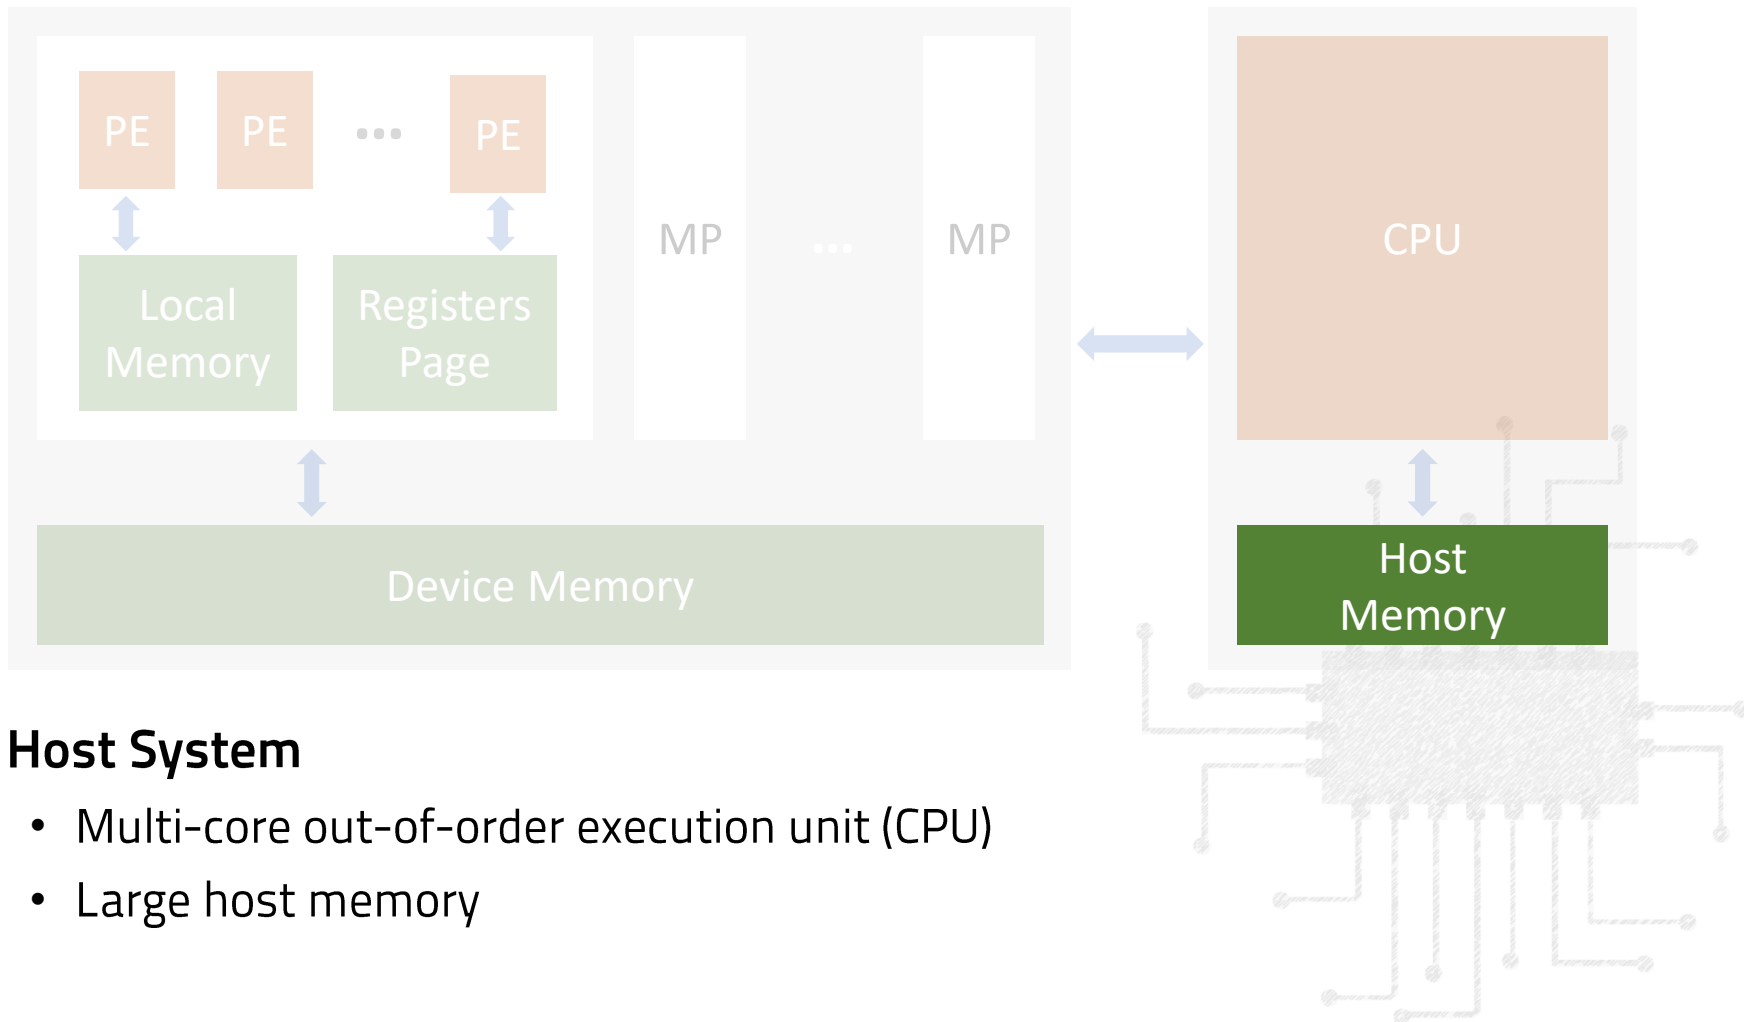 PE
PE
...
PE
Local
Memory
Registers
Page
MP
...
MP
CPU
Device Memory
Host
Memory
Host System
• Multi-core out-of-order execution unit (CPU)
• Large host memory